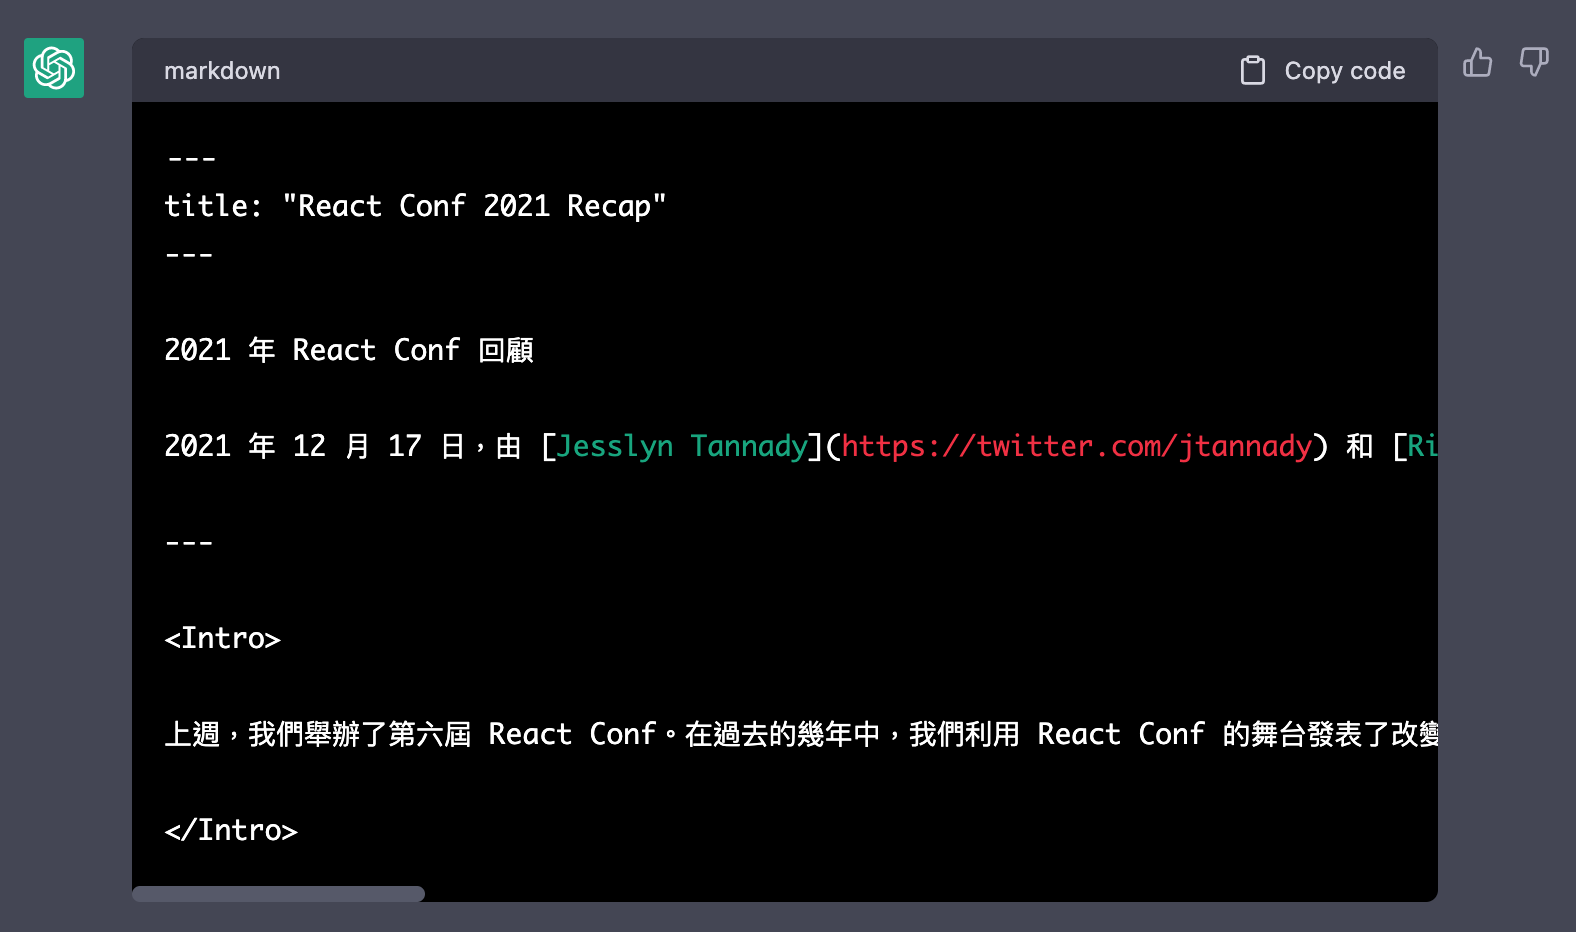 markdown
Copy code
---
title: "React Conf 2021 Recap"
---
2021 年 React Conf 回顧
2021 年 12 月 17 日，由 [Jesslyn Tannady](https://twitter.com/jtannady) 和 [Ri
---
<Intro>
上週，我們舉辦了第六屆 React Conf。在過去的幾年中，我們利用 React Conf 的舞台發表了改變
</Intro>